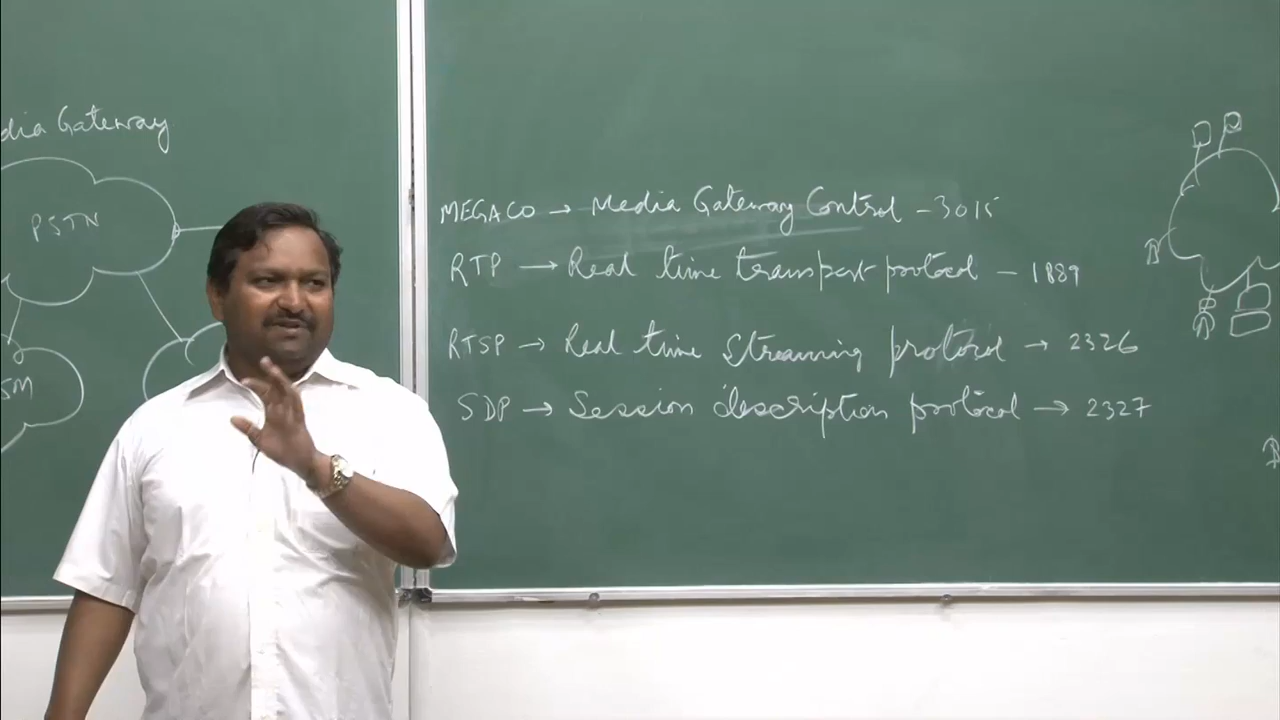 dia Gateway
PSTN
SM
MEGACO → Media Gateway Control - 3015
RTP → Real time transport protocol - 1889
RTSP → Real time Streaming protocol → 2326
SDP → Session description protocol → 2327